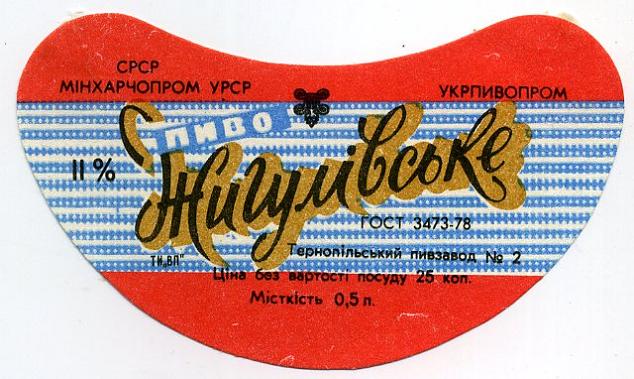 СРСР
МІНХАРЧОПРОМ УРСР
УКРПИВОПРОМ
ПИВО
11%
Жигулівське
ГОСТ 3473-78
Тернопільський пивзавод № 2
ТИ„ВП"
Ціна без вартості посуду 25 коп.
Місткість 0,5 л.